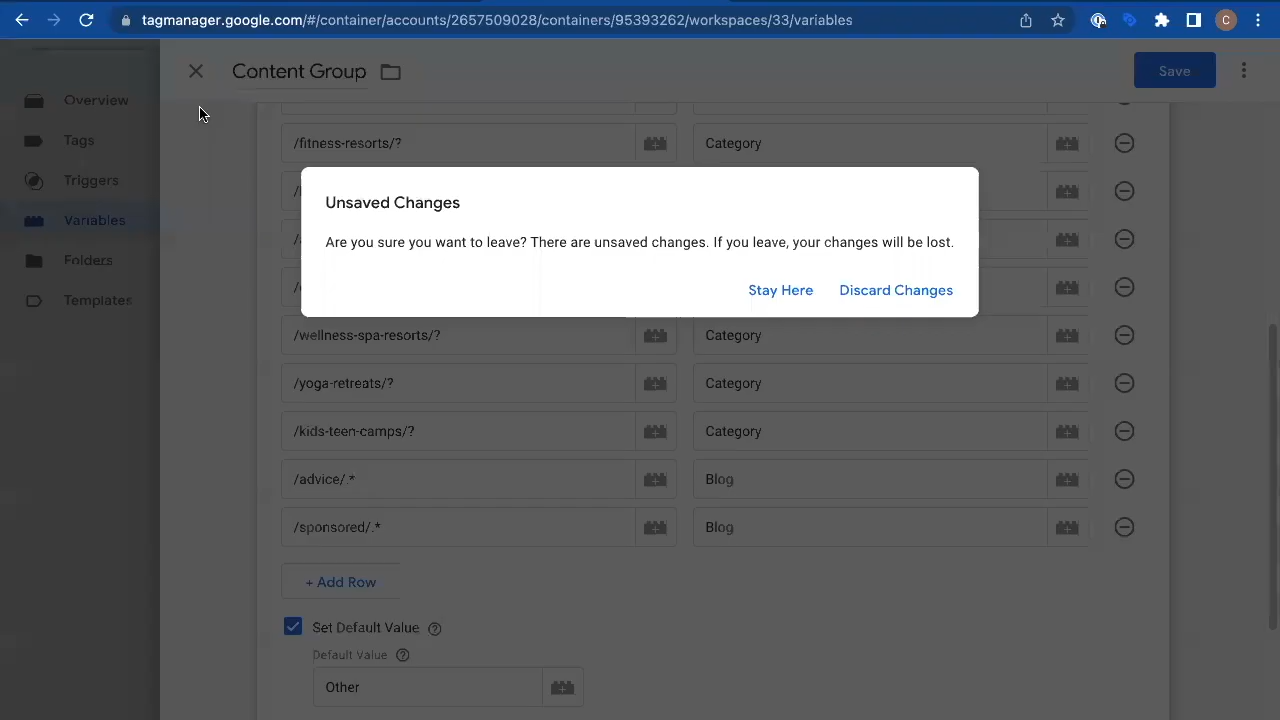 tagmanager.google.com/#/container/accounts/2657509028/containers/95393262/workspaces/33/variables
C
Content Group
Save
Overview
Tags
Triggers
Variables
Folders
Templates
/fitness-resorts/?
Category
Unsaved Changes
Are you sure you want to leave? There are unsaved changes. If you leave, your changes will be lost.
Stay Here
Discard Changes
/wellness-spa-resorts/?
Category
/yoga-retreats/?
Category
/kids-teen-camps/?
Category
/advice/.*
Blog
/sponsored/.*
Blog
+ Add Row
Set Default Value
Default Value
Other